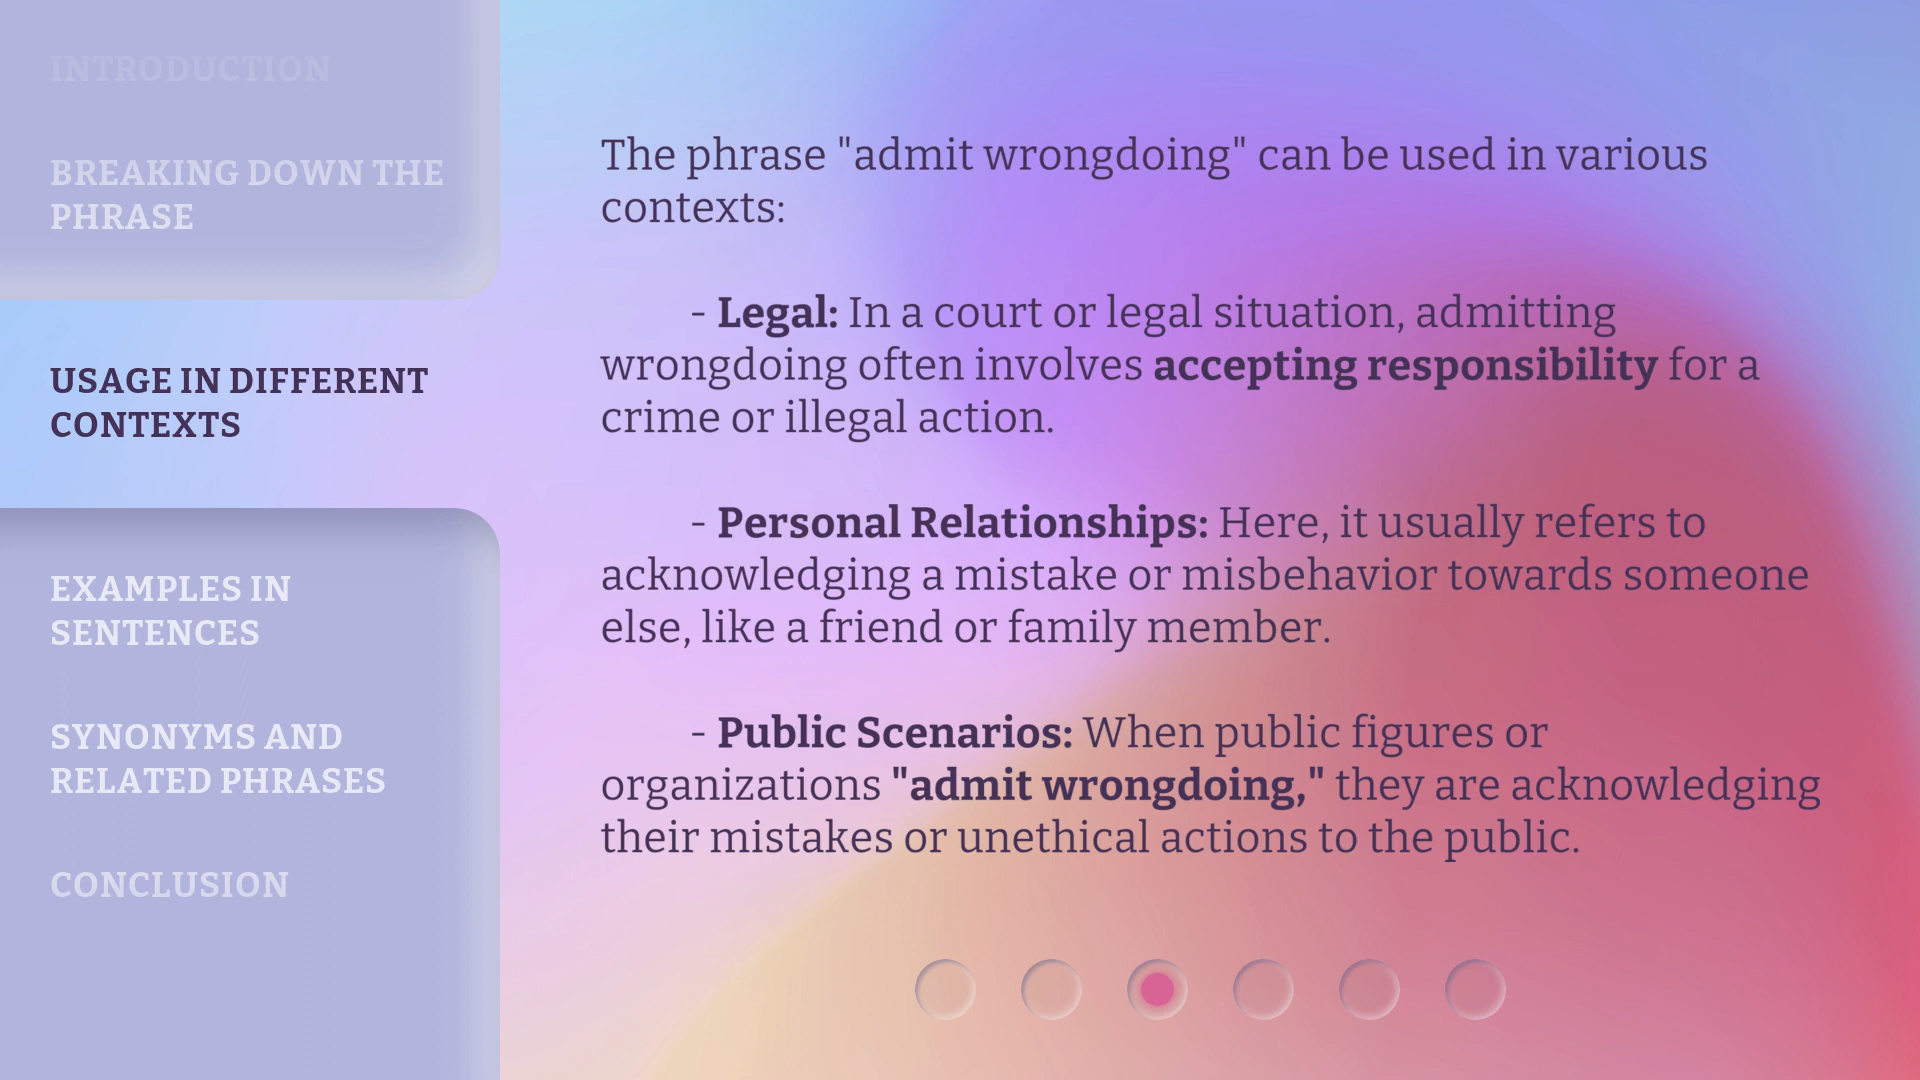 INTRODUCTION
BREAKING DOWN THE
PHRASE
USAGE IN DIFFERENT
CONTEXTS
EXAMPLES IN
SENTENCES
SYNONYMS AND
RELATED PHRASES
CONCLUSION
The phrase "admit wrongdoing" can be used in various
contexts:
- Legal: In a court or legal situation, admitting
wrongdoing often involves accepting responsibility for a
crime or illegal action.
- Personal Relationships: Here, it usually refers to
acknowledging a mistake or misbehavior towards someone
else, like a friend or family member.
- Public Scenarios: When public figures or
organizations "admit wrongdoing," they are acknowledging
their mistakes or unethical actions to the public.